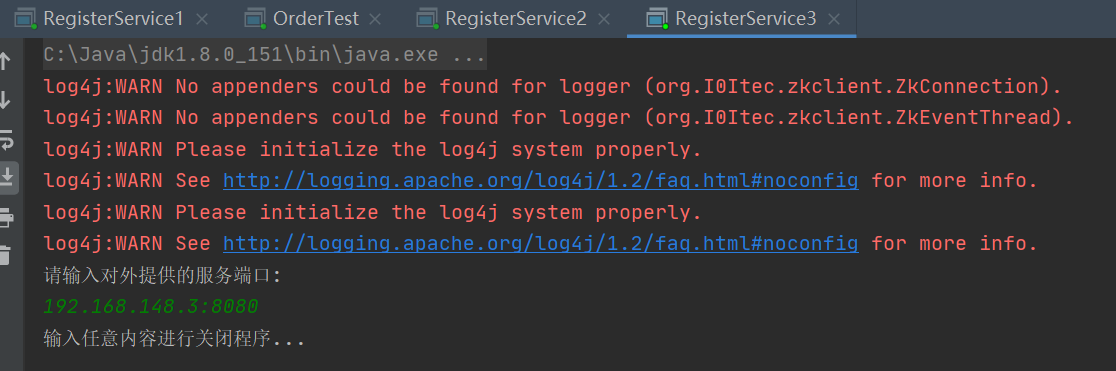 RegisterService1 × OrderTest × RegisterService2 × RegisterService3 ×
C:\Java\jdk1.8.0_151\bin\java.exe ...
log4j:WARN No appenders could be found for logger (org.I0Itec.zkclient.ZkConnection).
log4j:WARN No appenders could be found for logger (org.I0Itec.zkclient.ZkEventThread).
log4j:WARN Please initialize the log4j system properly.
log4j:WARN See http://logging.apache.org/log4j/1.2/faq.html#noconfig for more info.
log4j:WARN Please initialize the log4j system properly.
log4j:WARN See http://logging.apache.org/log4j/1.2/faq.html#noconfig for more info.
请输入对外提供的服务端口:
192.168.148.3:8080
输入任意内容进行关闭程序...